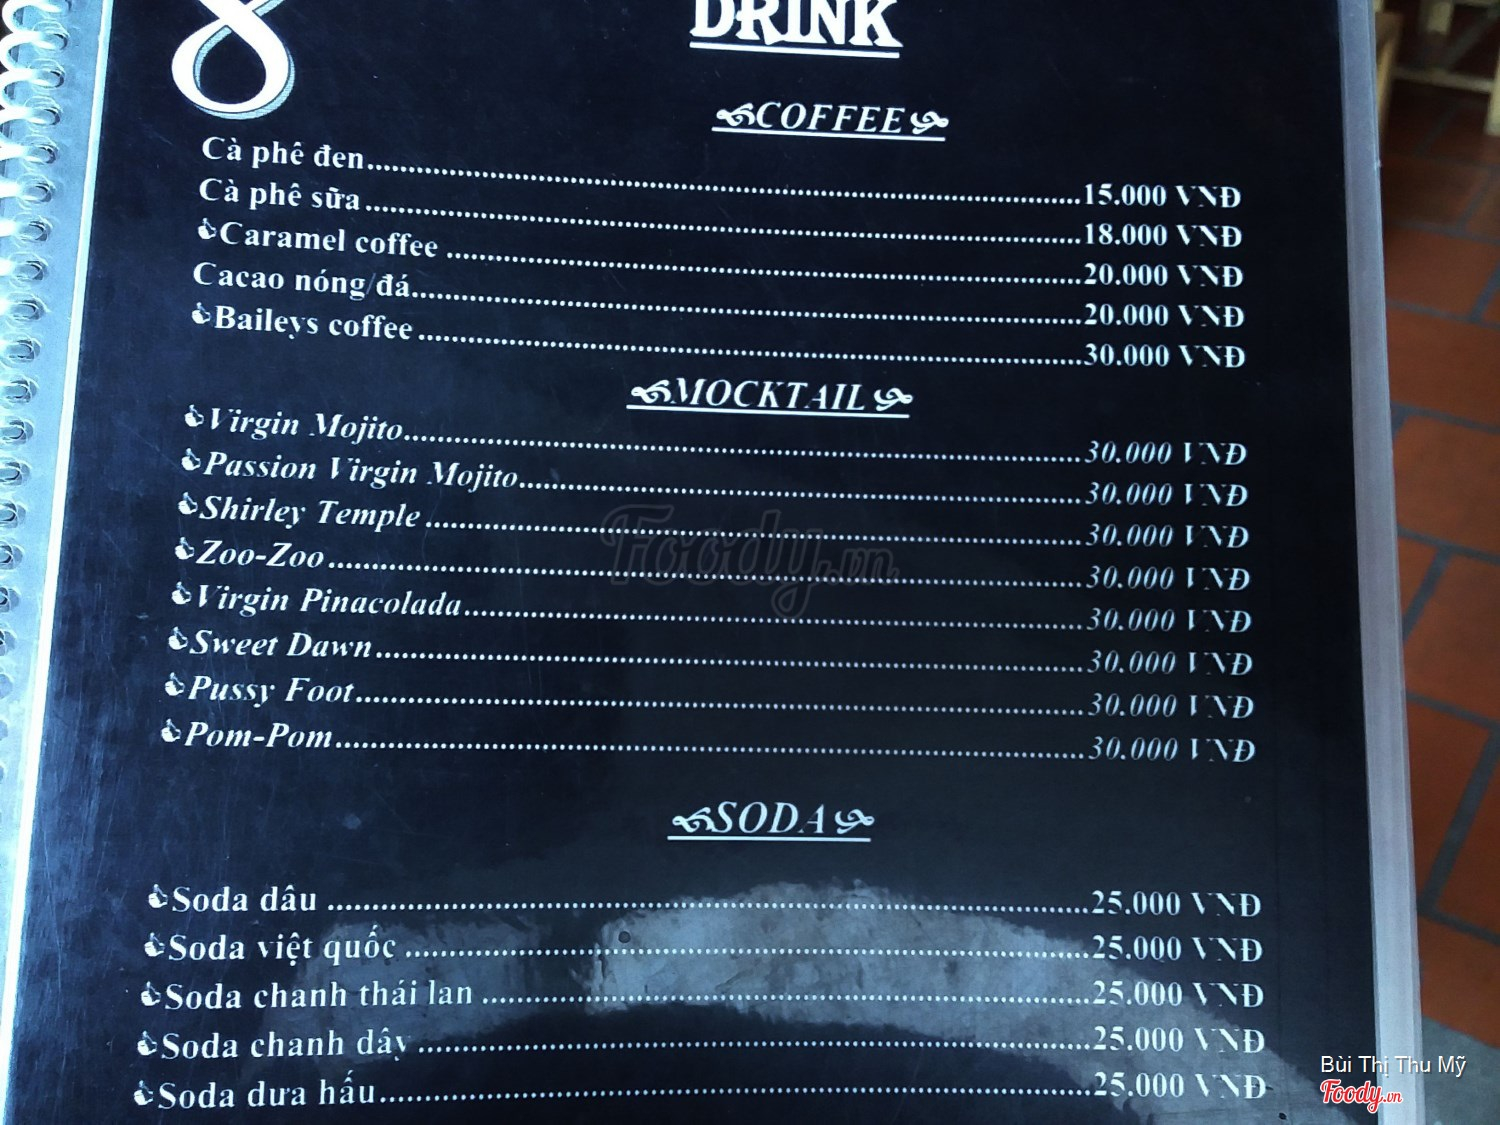 8
DRINK
COFFEE
Cà phê đen 15.000 VNĐ
Cà phê sữa 18.000 VNĐ
Caramel coffee 20.000 VNĐ
Cacao nóng/đá 20.000 VNĐ
Baileys coffee 30.000 VNĐ
MOCKTAIL
Virgin Mojito 30.000 VNĐ
Passion Virgin Mojito 30.000 VNĐ
Shirley Temple 30.000 VNĐ
Zoo-Zoo 30.000 VNĐ
Virgin Pinacolada 30.000 VNĐ
Sweet Dawn 30.000 VNĐ
Pussy Foot 30.000 VNĐ
Pom-Pom 30.000 VNĐ
Foody.vn
SODA
Soda dâu 25.000 VNĐ
Soda việt quốc 25.000 VNĐ
Soda chanh thái lan 25.000 VNĐ
Soda chanh dây 25.000 VNĐ
Soda dưa hấu 25.000 VNĐ
Bùi Thị Thu Mỹ
Foody.vn